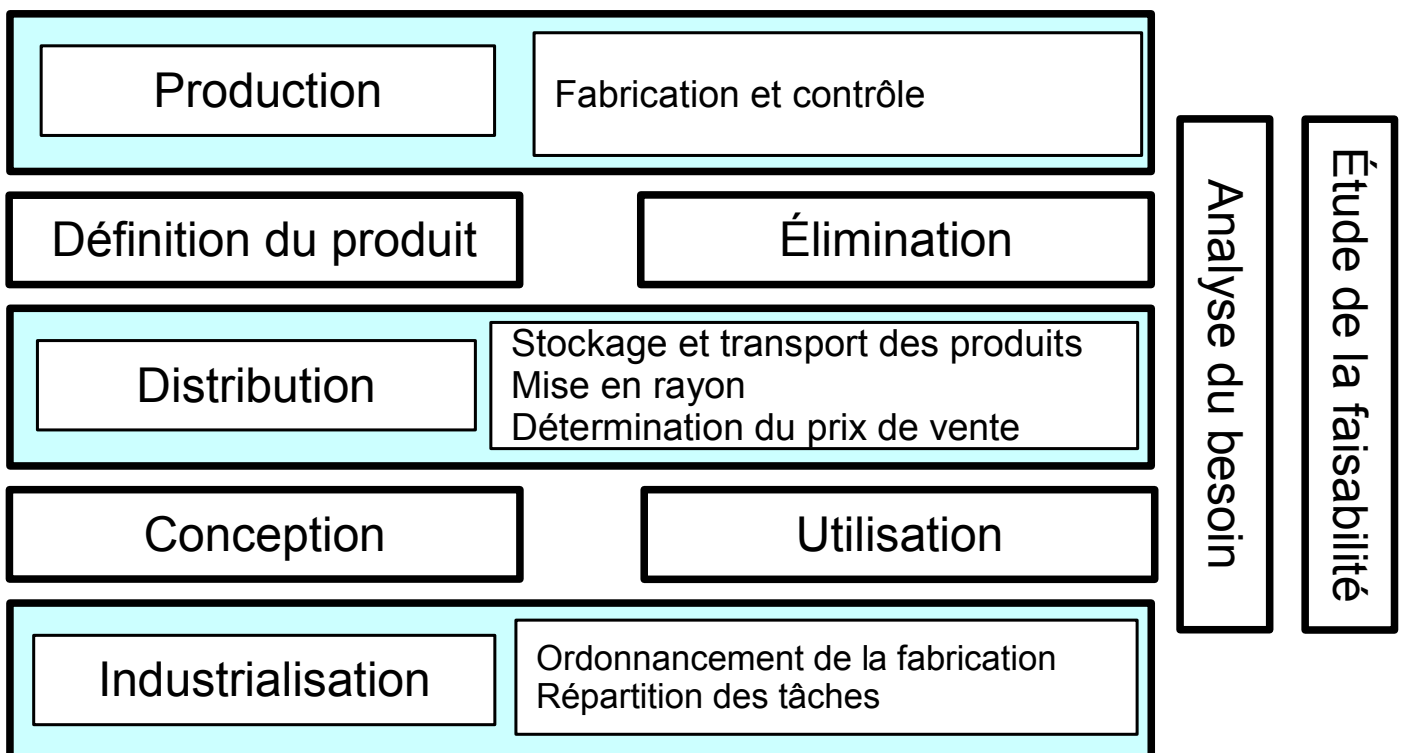 Production
Fabrication et contrôle
Définition du produit
Élimination
Distribution
Stockage et transport des produits
Mise en rayon
Détermination du prix de vente
Conception
Utilisation
Industrialisation
Ordonnancement de la fabrication
Répartition des tâches
Analyse du besoin
Étude de la faisabilité